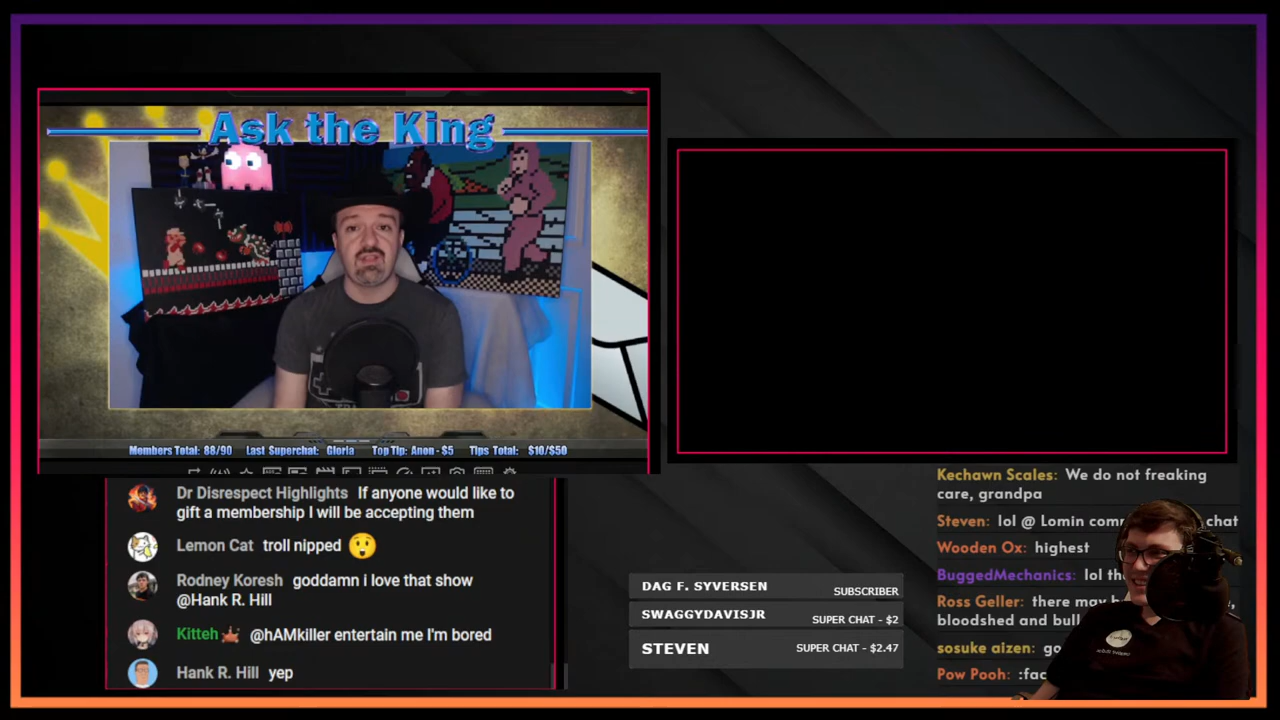 Ask the King
Members Total: 88/90 Last Superchat: Gloria Top Tip: Anon - $5 Tips Total: $10/$50
Dr Disrespect Highlights If anyone would like to
gift a membership I will be accepting them
Lemon Cat troll nipped
Rodney Koresh goddamn i love that show
@Hank R. Hill
Kitteh @hAMkiller entertain me I'm bored
Hank R. Hill yep
DAG F. SYVERSEN SUBSCRIBER
SWAGGYDAVISJR SUPER CHAT - $2
STEVEN SUPER CHAT - $2.47
Kechawn Scales: We do not freaking
care, grandpa
Steven: lol @ Lomin chat
Wooden Ox: highest
BuggedMechanics: lol
Ross Geller: there may
bloodshed and
sosuke aizen:
Pow Pooh: